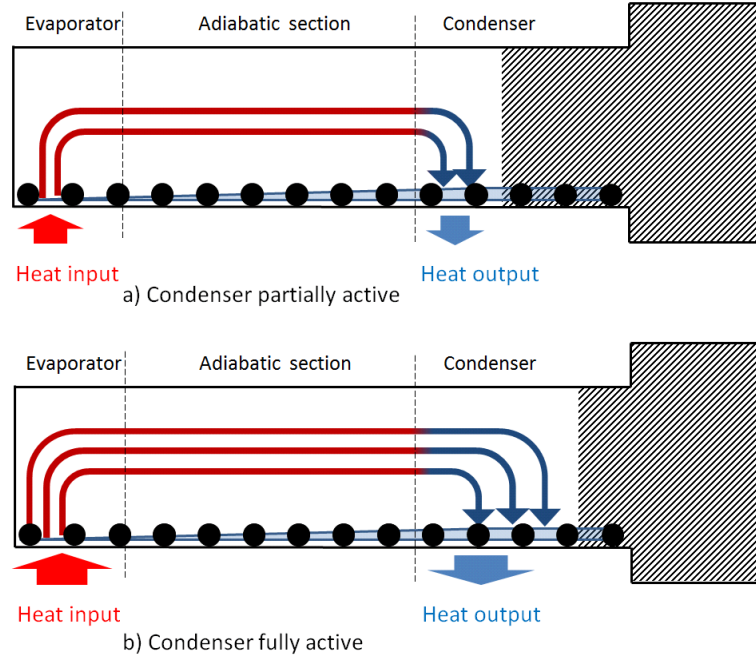 Evaporator Adiabatic section Condenser
Heat input
Heat output
a) Condenser partially active
Evaporator Adiabatic section Condenser
Heat input
Heat output
b) Condenser fully active